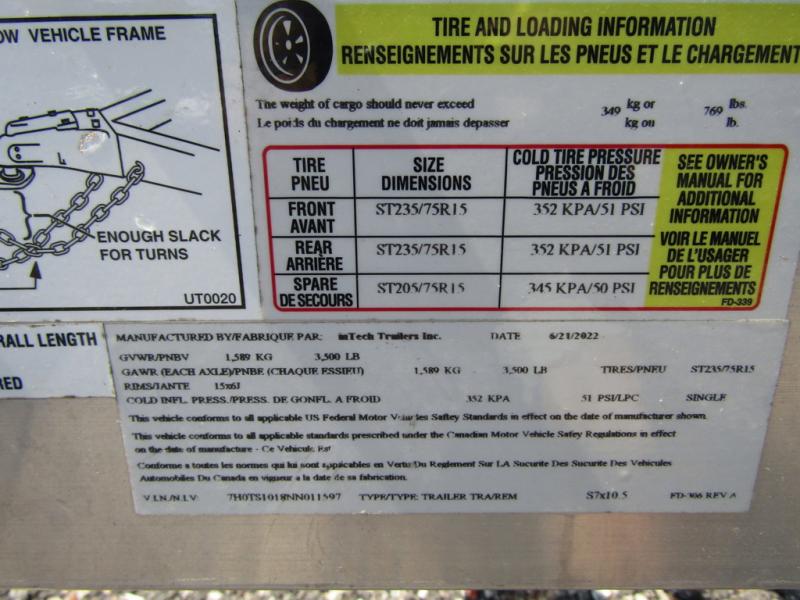 OW VEHICLE FRAME
ENOUGH SLACK
FOR TURNS
UT0020
RALL LENGTH
RED
TIRE AND LOADING INFORMATION
RENSEIGNEMENTS SUR LES PNEUS ET LE CHARGEMENT
The weight of cargo should never exceed 349 kg or 769 lbs.
Le poids du chargement ne doit jamais depasser kg ou lb.
TIRE SIZE COLD TIRE PRESSURE
PNEU DIMENSIONS PRESSION DES
PNEUS A FROID
FRONT ST235/75R15 352 KPA/51 PSI
AVANT
REAR ST235/75R15 352 KPA/51 PSI
ARRIÈRE
SPARE ST205/75R15 345 KPA/50 PSI
DE SECOURS
SEE OWNER'S
MANUAL FOR
ADDITIONAL
INFORMATION
VOIR LE MANUEL
DE L'USAGER
POUR PLUS DE
RENSEIGNEMENTS
FD-339
MANUFACTURED BY/FABRIQUE PAR: inTech Trailers Inc. DATE 6/21/2022
GVWR/PNBV 1,589 KG 3,500 LB
GAWR (EACH AXLE)/PNBE (CHAQUE ESSIEU) 1,589 KG 3,500 LB TIRES/PNEU ST235/75R15
RIMS/JANTE 15x6J
COLD INFL. PRESS./PRESS. DE GONFL. A FROID 352 KPA 51 PSI/LPC SINGLE
This vehicle conforms to all applicable US Federal Motor Vehicles Saftey Standards in effect on the date of manufacturer shown.
This vehicle conforms to all applicable standards prescribed under the Canadian Motor Vehicle Safey Regulations in effect
on the date of manufacture - Ce Vehicule Est
Conforme a toutes les normes qui lui sont applicables en Vertu Du Reglement Sur LA Sucurite Des Sucurite Des Vehicules
Automobiles Du Canada en vigueur a la date de sa fabrication.
V.I.N./N.I.V: 7H0TS1018NN011597 TYPE/TYPE: TRAILER TRA/REM S7x10.5 FD-306 REV A